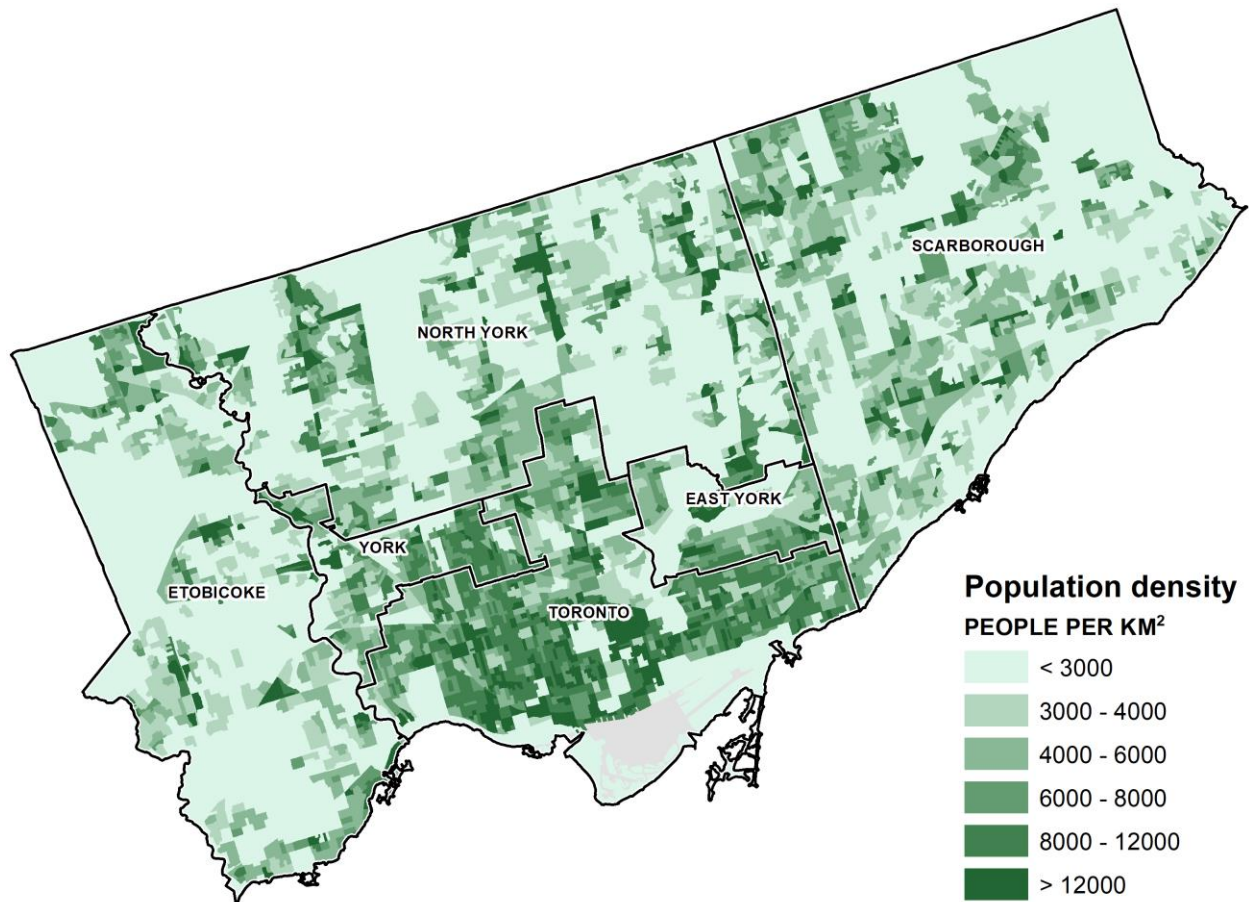 SCARBOROUGH
NORTH YORK
EAST YORK
YORK
ETOBICOKE
TORONTO
Population density
PEOPLE PER KM²
< 3000
3000 - 4000
4000 - 6000
6000 - 8000
8000 - 12000
> 12000